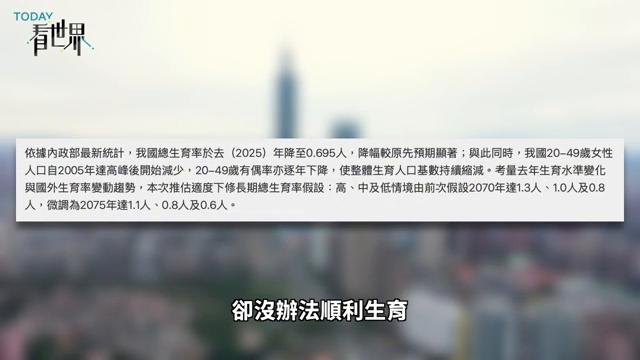 TODAY
看世界
依據內政部最新統計，我國總生育率於去（2025）年降至0.695人，降幅較原先預期顯著；與此同時，我國20-49歲女性
人口自2005年達高峰後開始減少，20-49歲有偶率亦逐年下降，使整體生育人口基數持續縮減。考量去年生育水準變化
與國外生育率變動趨勢，本次推估適度下修長期總生育率假設：高、中及低情境由前次假設2070年達1.3人、1.0人及0.8
人，微調為2075年達1.1人、0.8人及0.6人。
卻沒辦法順利生育